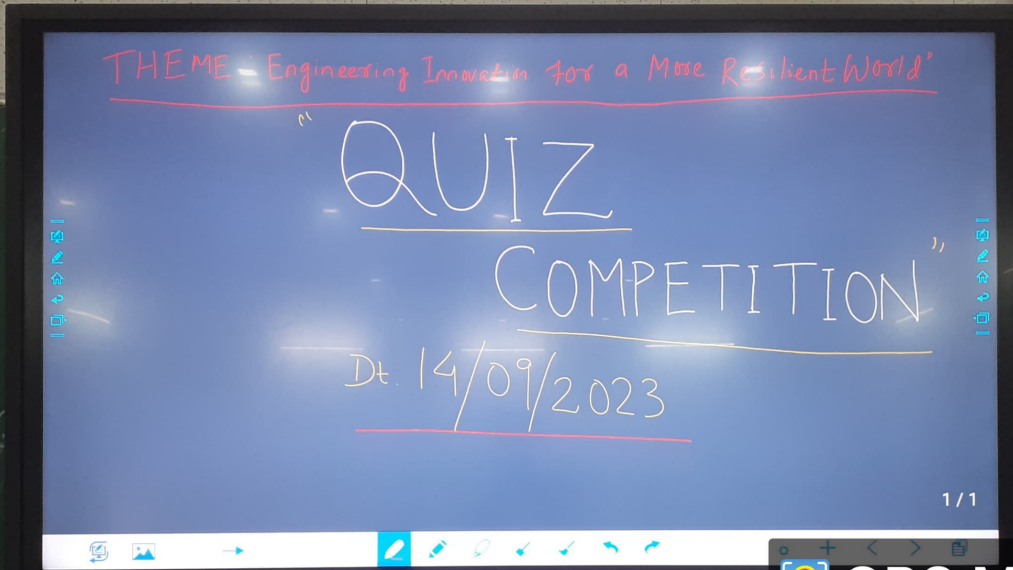 THEME - Engineering Innovation for a More Resilient World"
"QUIZ
COMPETITION"
Dt. 14/09/2023
1/1